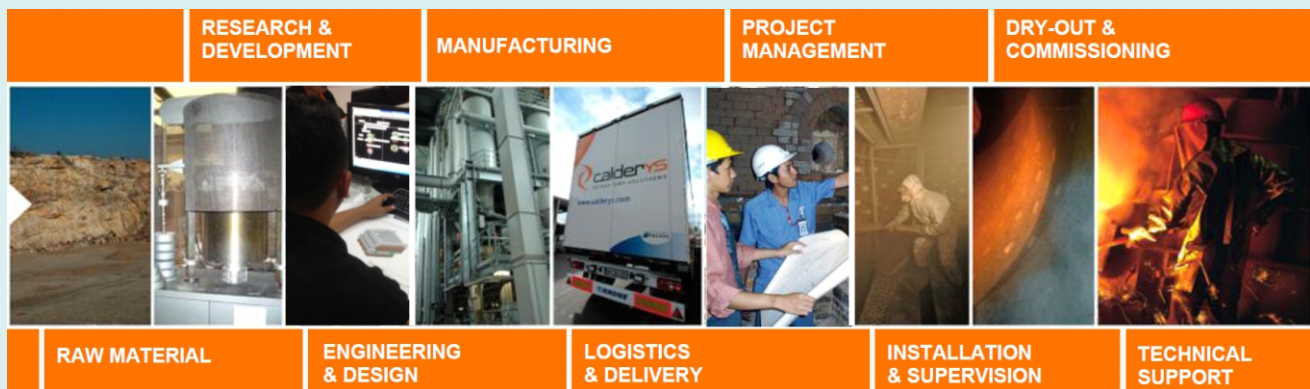 RESEARCH &
DEVELOPMENT
MANUFACTURING
PROJECT
MANAGEMENT
DRY-OUT &
COMMISSIONING
calderys
www.calderys.com
KRONE
RAW MATERIAL
ENGINEERING
& DESIGN
LOGISTICS
& DELIVERY
INSTALLATION
& SUPERVISION
TECHNICAL
SUPPORT